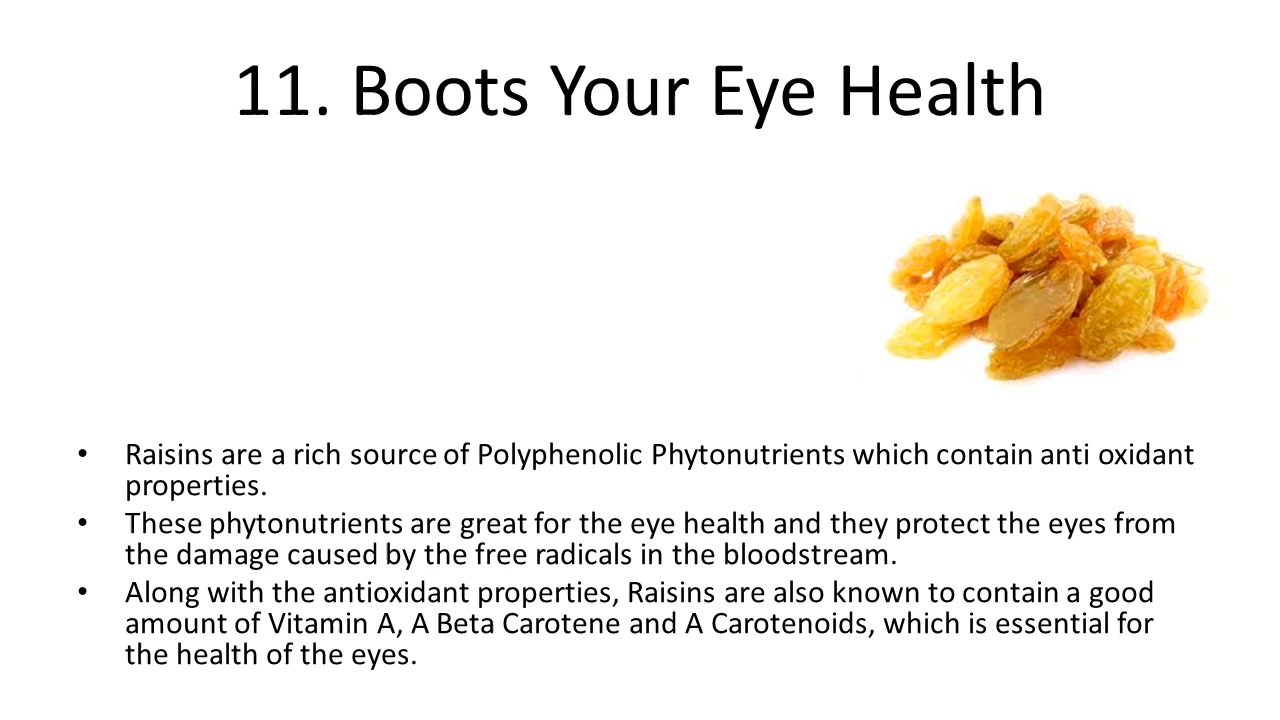 11. Boots Your Eye Health
• Raisins are a rich source of Polyphenolic Phytonutrients which contain anti oxidant
properties.
• These phytonutrients are great for the eye health and they protect the eyes from
the damage caused by the free radicals in the bloodstream.
• Along with the antioxidant properties, Raisins are also known to contain a good
amount of Vitamin A, A Beta Carotene and A Carotenoids, which is essential for
the health of the eyes.